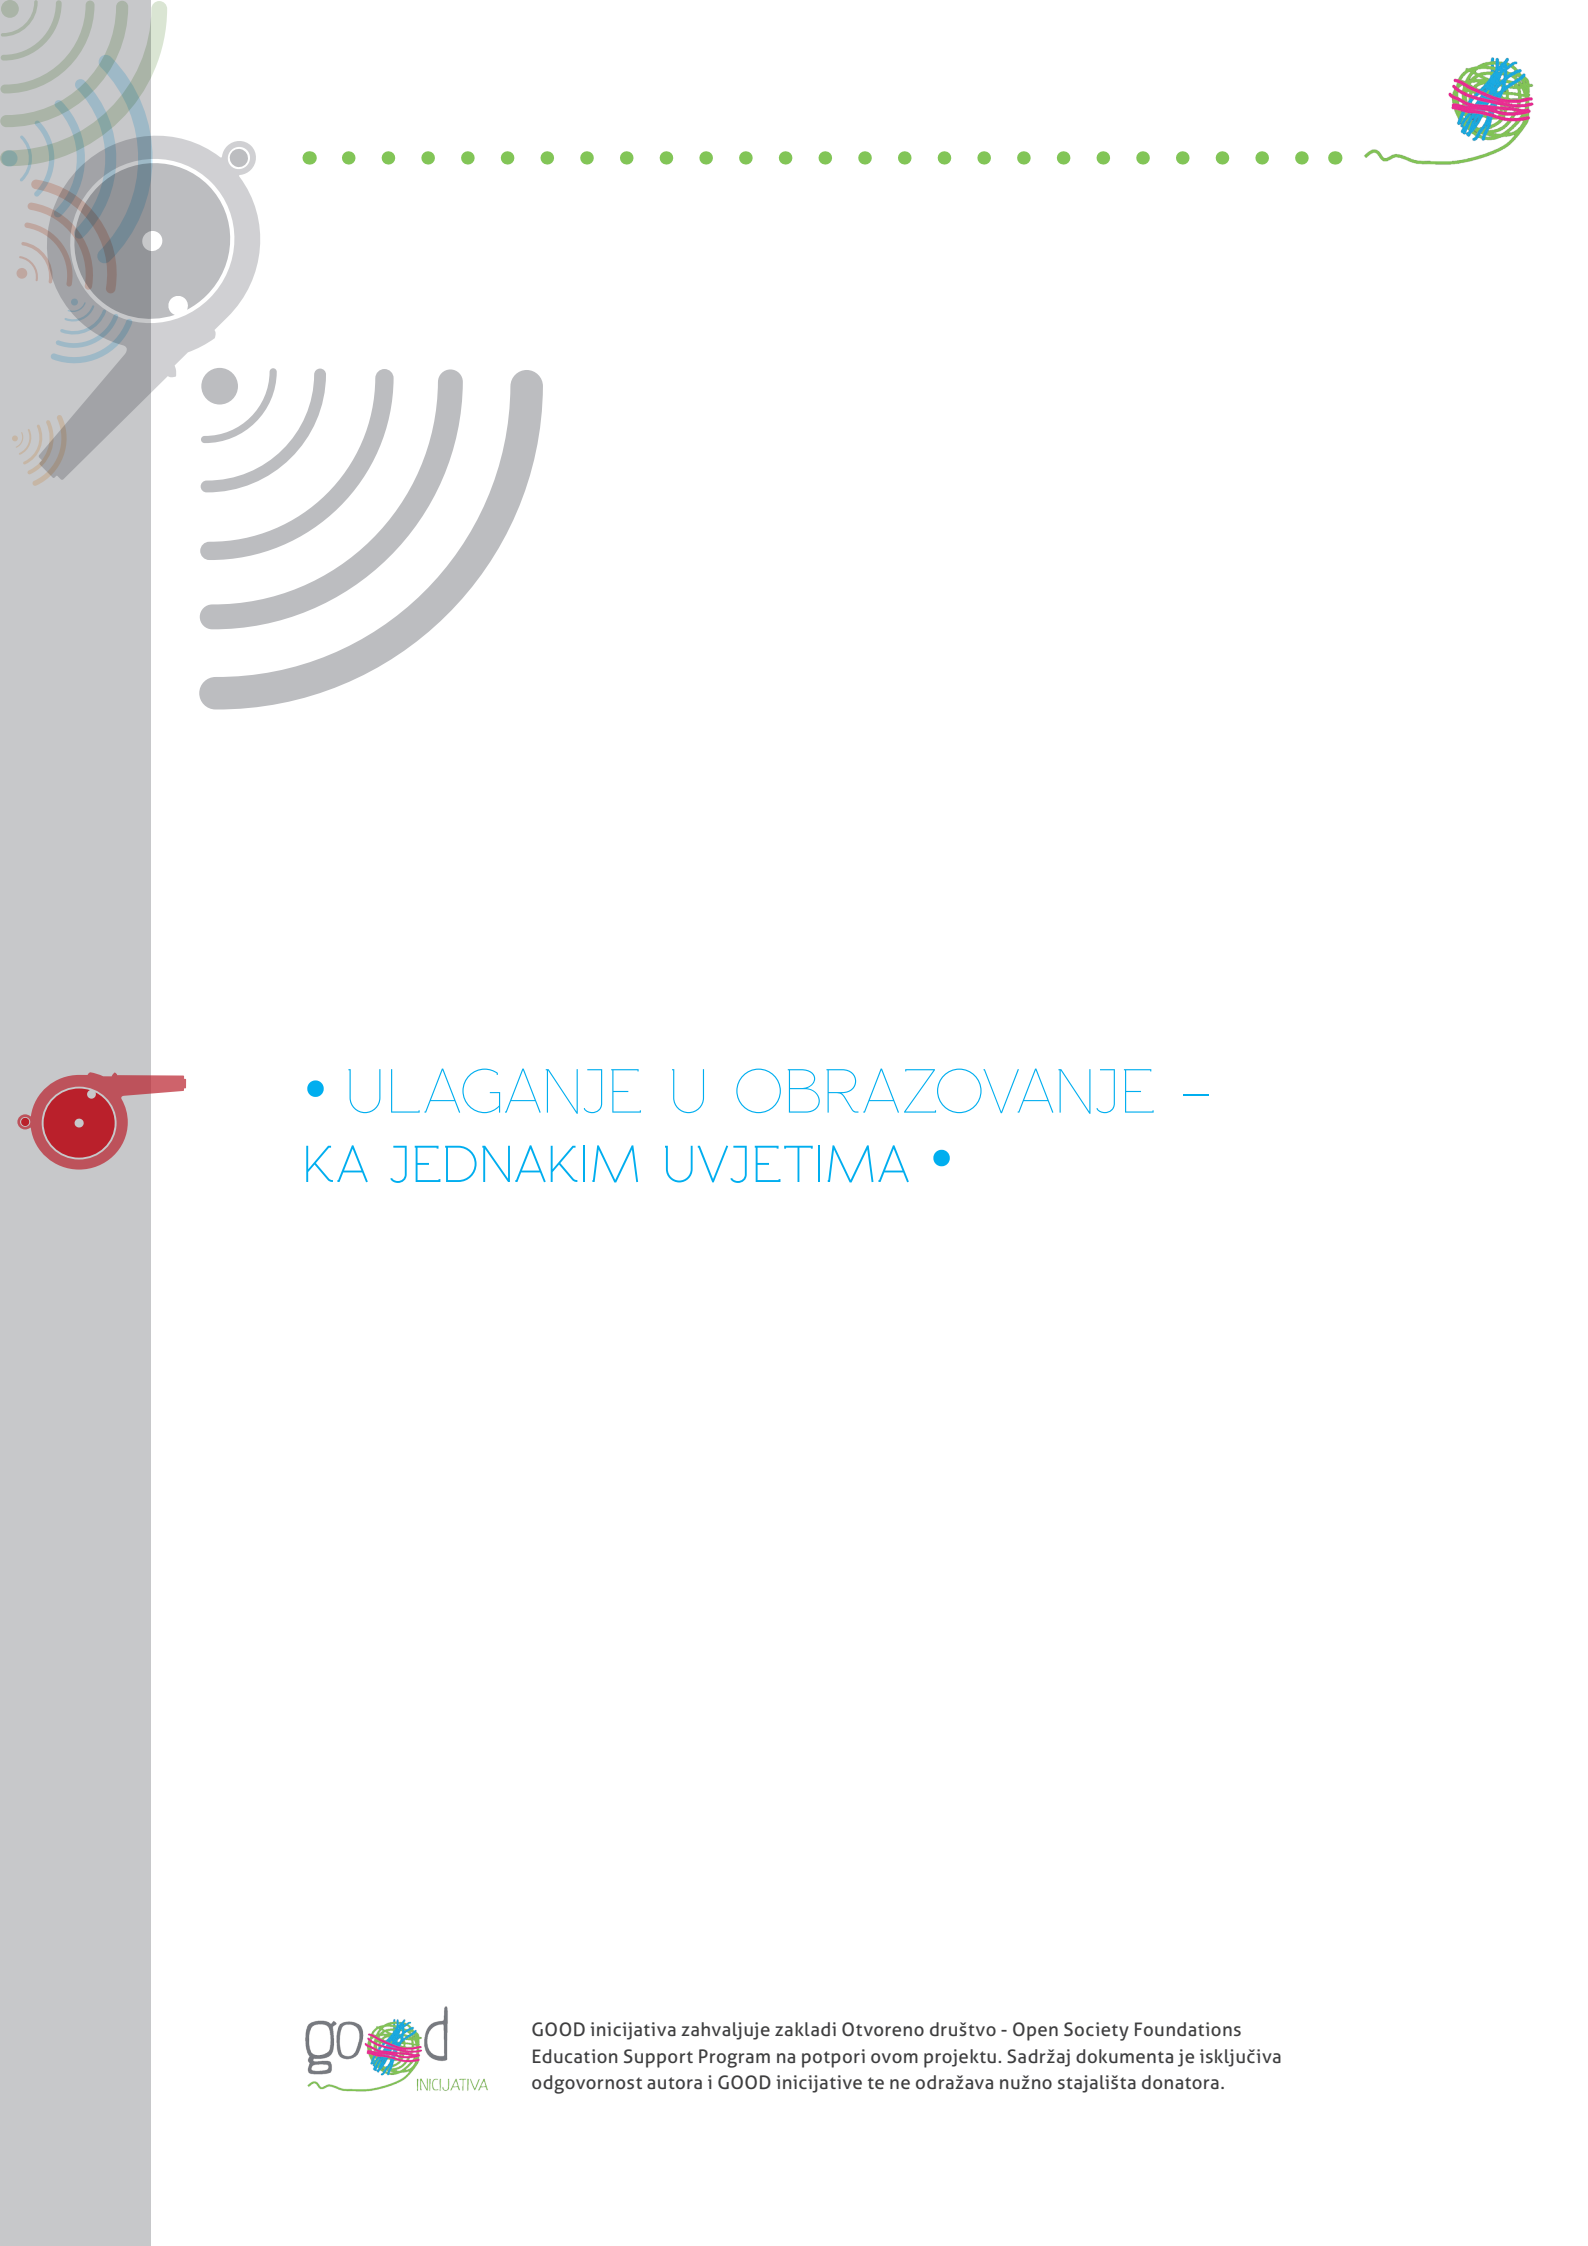 • ULAGANJE U OBRAZOVANJE –
KA JEDNAKIM UVJETIMA •
good
INICIJATIVA
GOOD inicijativa zahvaljuje zakladi Otvoreno društvo - Open Society Foundations
Education Support Program na potpori ovom projektu. Sadržaj dokumenta je isključiva
odgovornost autora i GOOD inicijative te ne odražava nužno stajališta donatora.